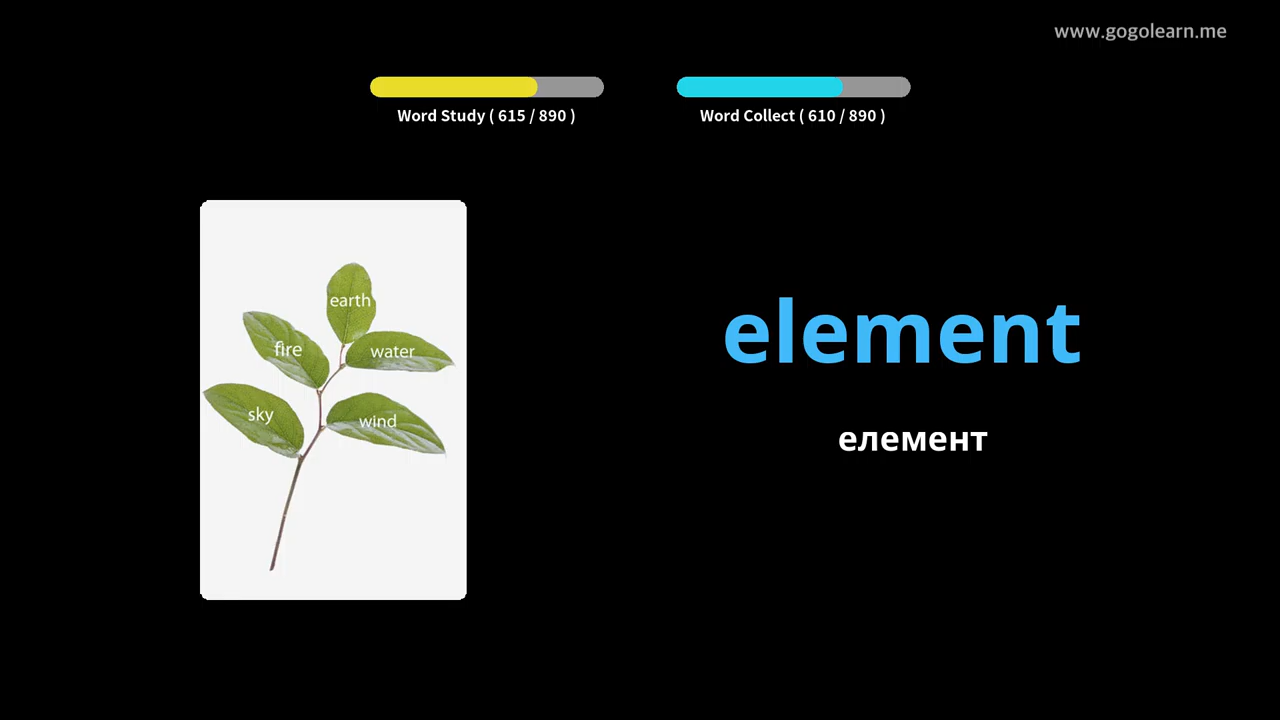 www.gogolearn.me
Word Study ( 615 / 890 )
Word Collect ( 610 / 890 )
earth
fire
water
sky
wind
element
елемент